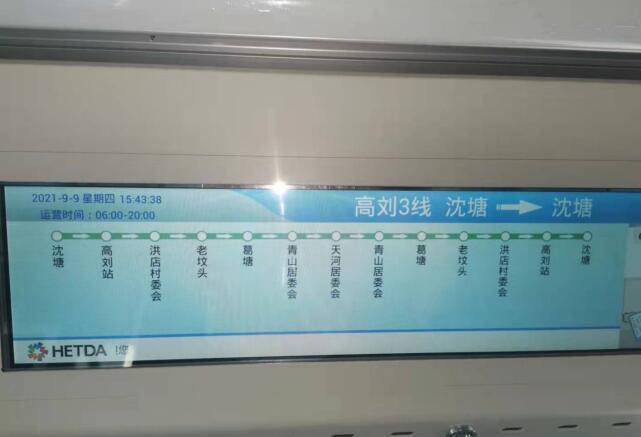 2021-9-9 星期四 15:43:38
运营时间：06:00-20:00
高刘3线 沈塘 沈塘
沈塘
高刘站
洪店村委会
老坟头
葛塘
青山居委会
天河居委会
青山居委会
葛塘
老坟头
洪店村委会
高刘站
沈塘
HETDA
您